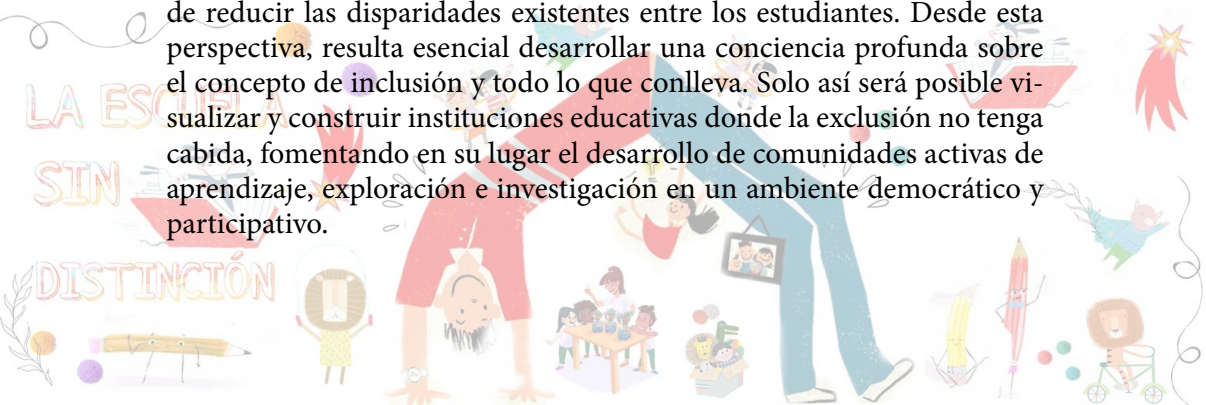 de reducir las disparidades existentes entre los estudiantes. Desde esta
perspectiva, resulta esencial desarrollar una conciencia profunda sobre
el concepto de inclusión y todo lo que conlleva. Solo así será posible vi-
sualizar y construir instituciones educativas donde la exclusión no tenga
cabida, fomentando en su lugar el desarrollo de comunidades activas de
aprendizaje, exploración e investigación en un ambiente democrático y
participativo.
LA ESCUELA
SIN
DISTINCIÓN